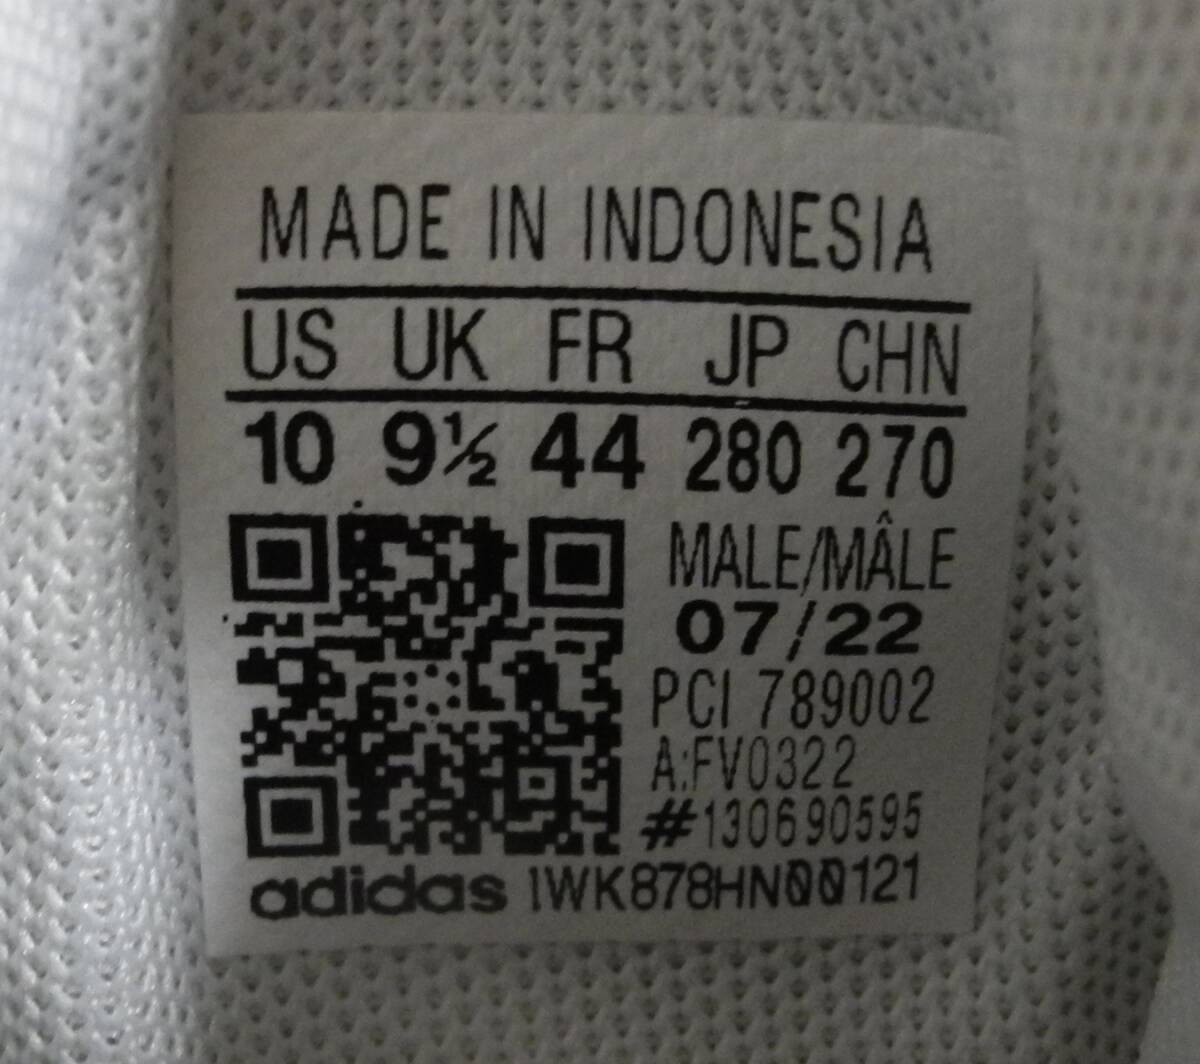 MADE IN INDONESIA
US UK FR JP CHN
10 9½ 44 280 270
MALE/MÂLE
07/22
PCI 789002
A:FV0322
#130690595
adidas 1WK878HN00121